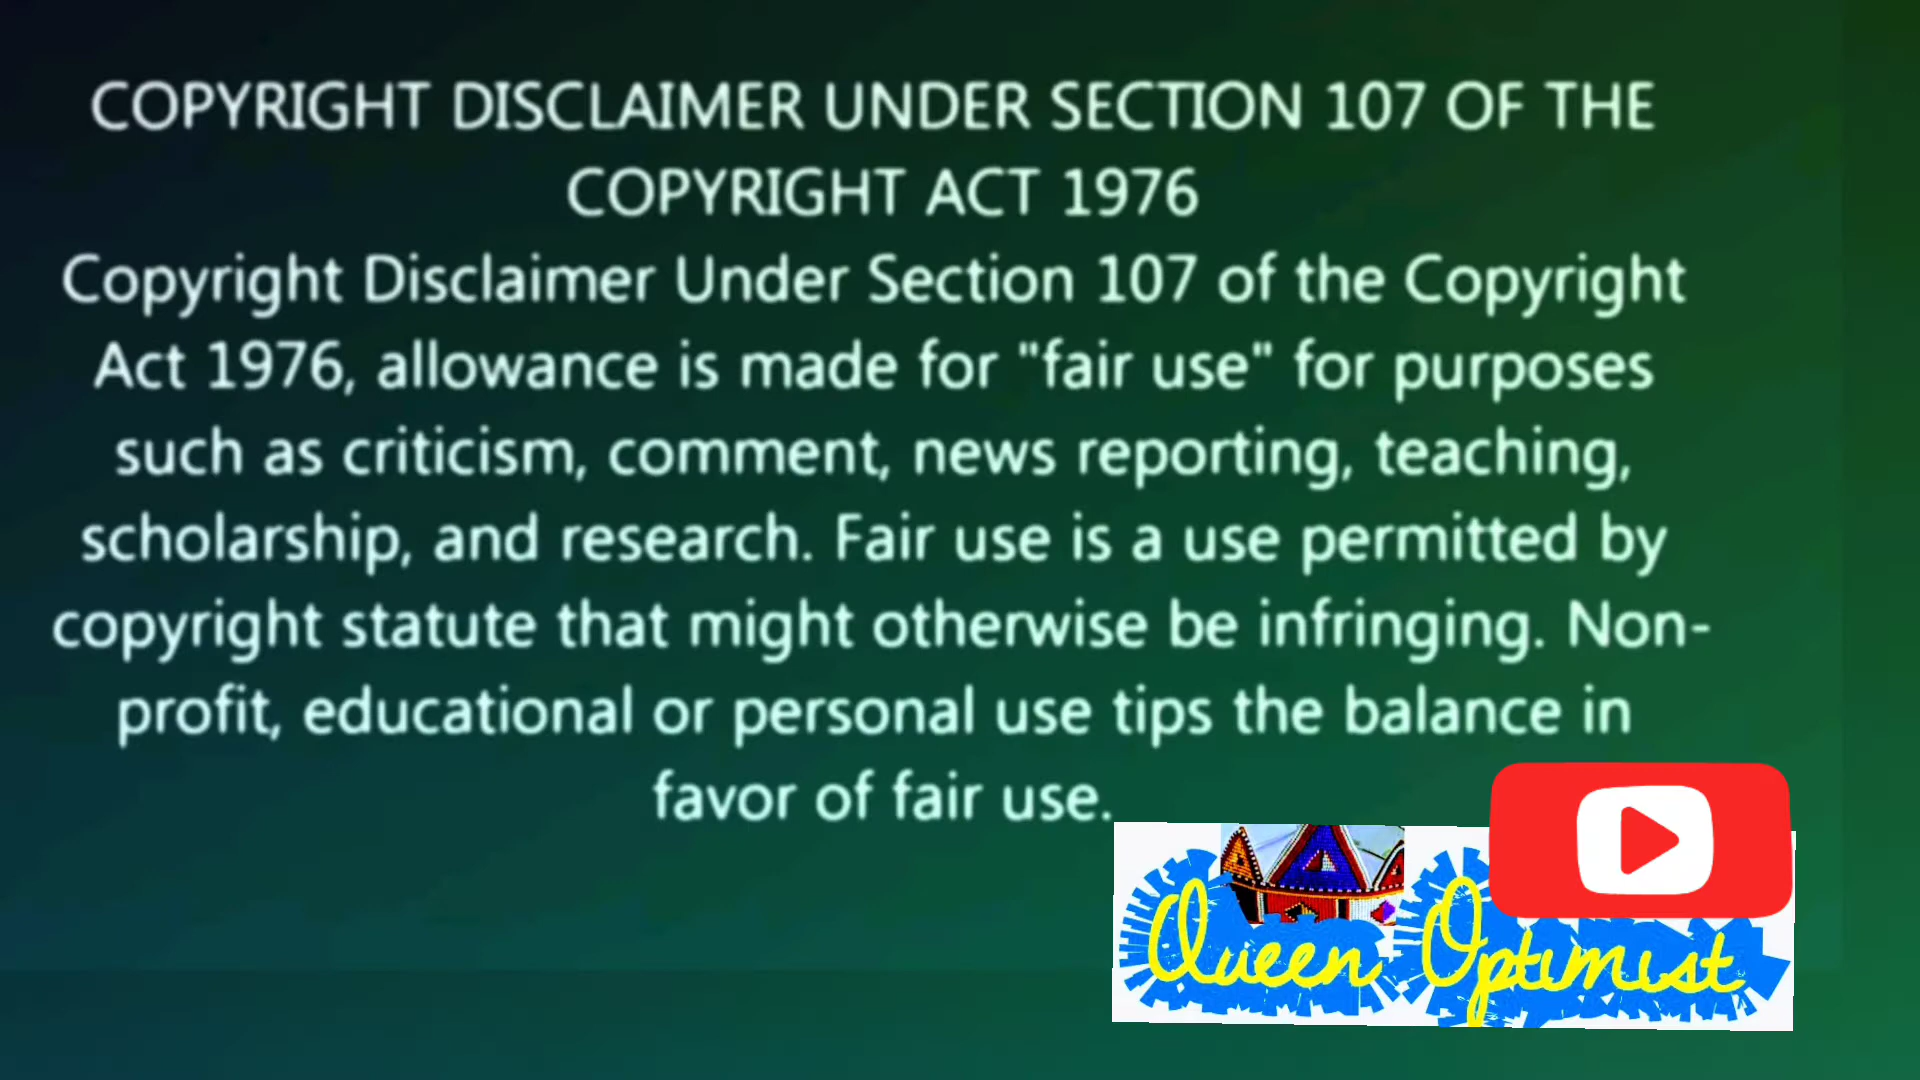 COPYRIGHT DISCLAIMER UNDER SECTION 107 OF THE
COPYRIGHT ACT 1976
Copyright Disclaimer Under Section 107 of the Copyright
Act 1976, allowance is made for "fair use" for purposes
such as criticism, comment, news reporting, teaching,
scholarship, and research. Fair use is a use permitted by
copyright statute that might otherwise be infringing. Non-
profit, educational or personal use tips the balance in
favor of fair use.
Queen Optimist